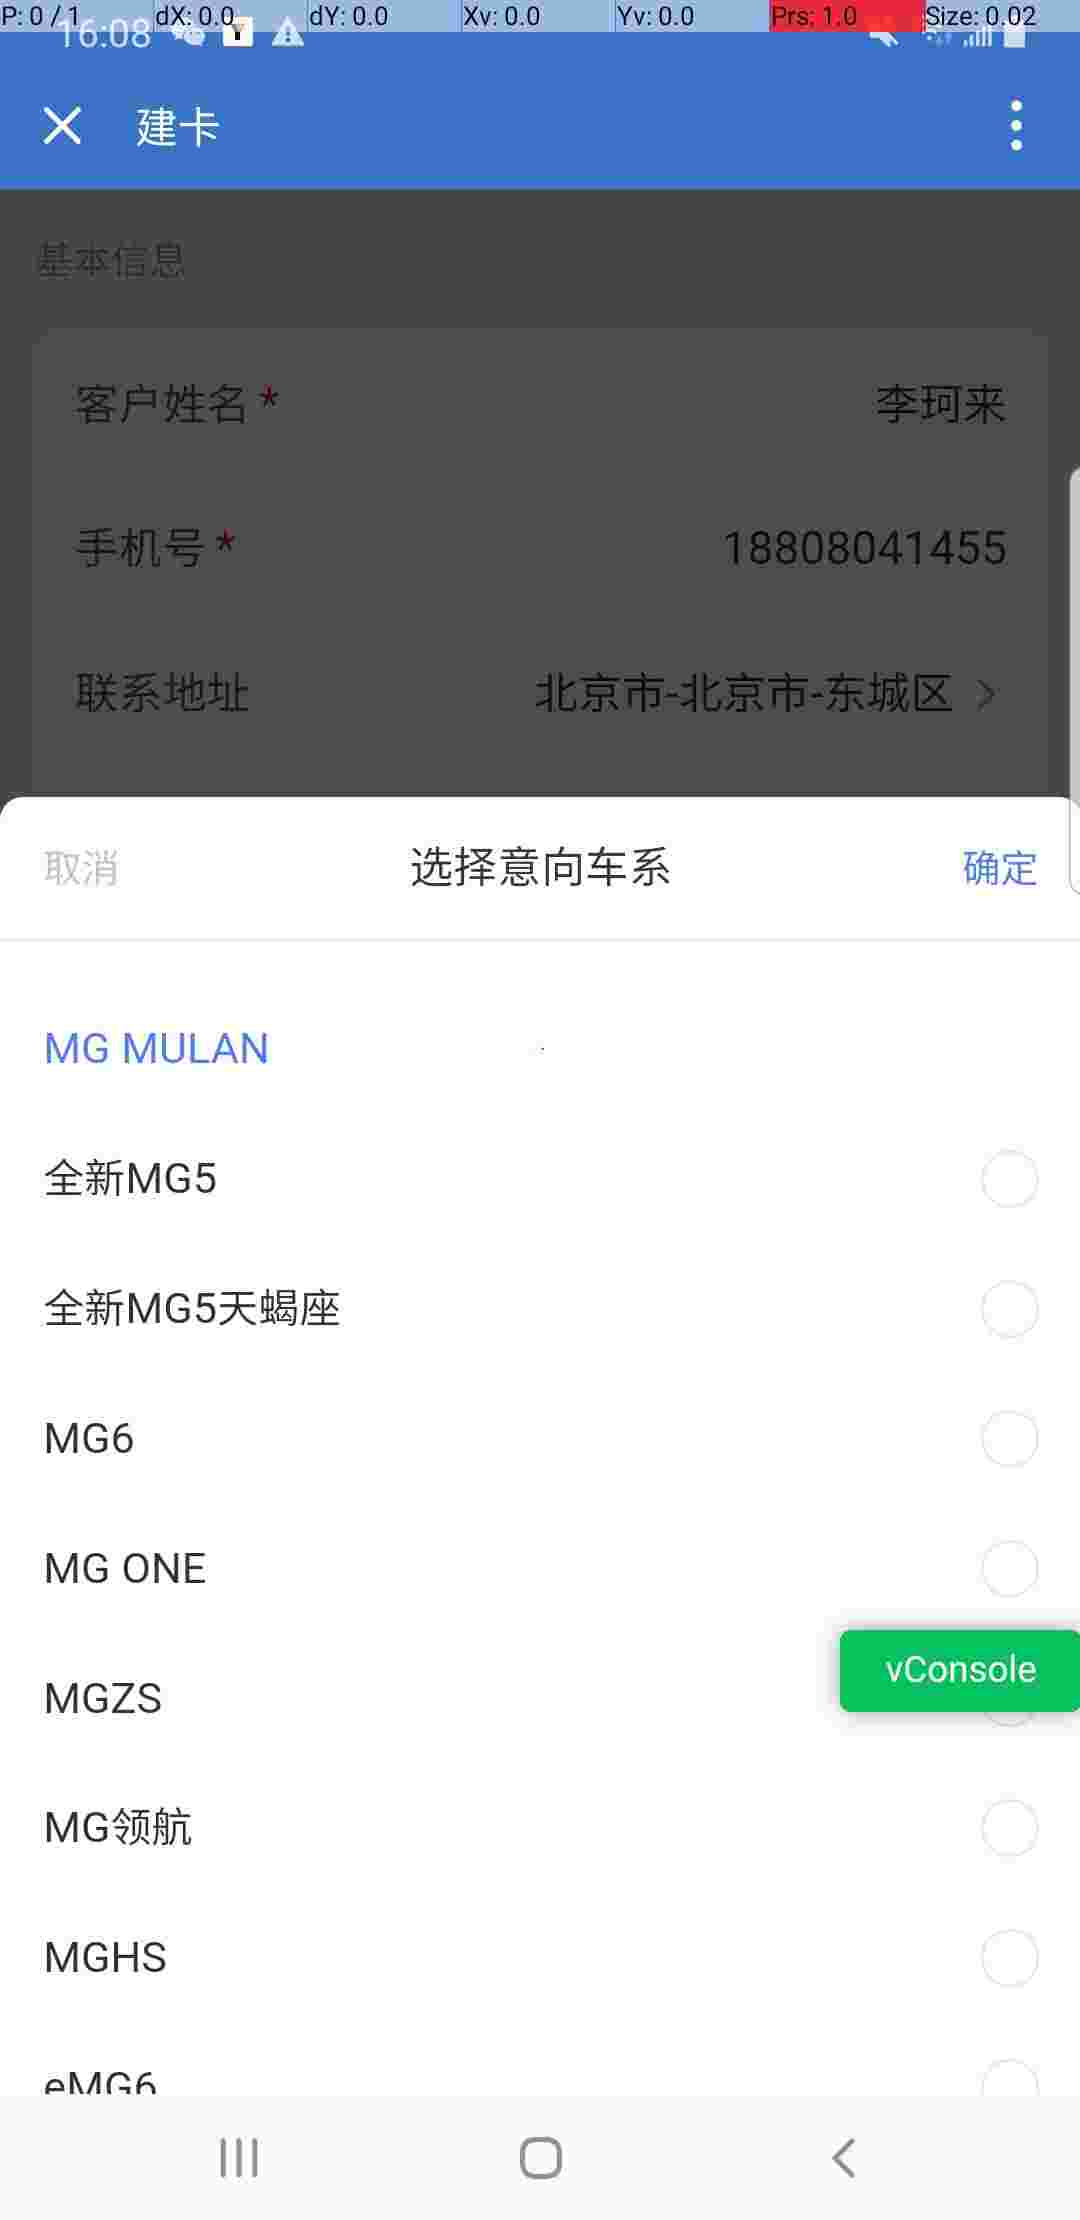 P: 0 / 1 dX: 0.0 dY: 0.0 Xv: 0.0 Yv: 0.0 Prs: 1.0 Size: 0.02
16:08
建卡
基本信息
客户姓名 * 李珂来
手机号 * 18808041455
联系地址 北京市-北京市-东城区
取消 选择意向车系 确定
MG MULAN
全新MG5
全新MG5天蝎座
MG6
MG ONE
vConsole
MGZS
MG领航
MGHS
eMG6